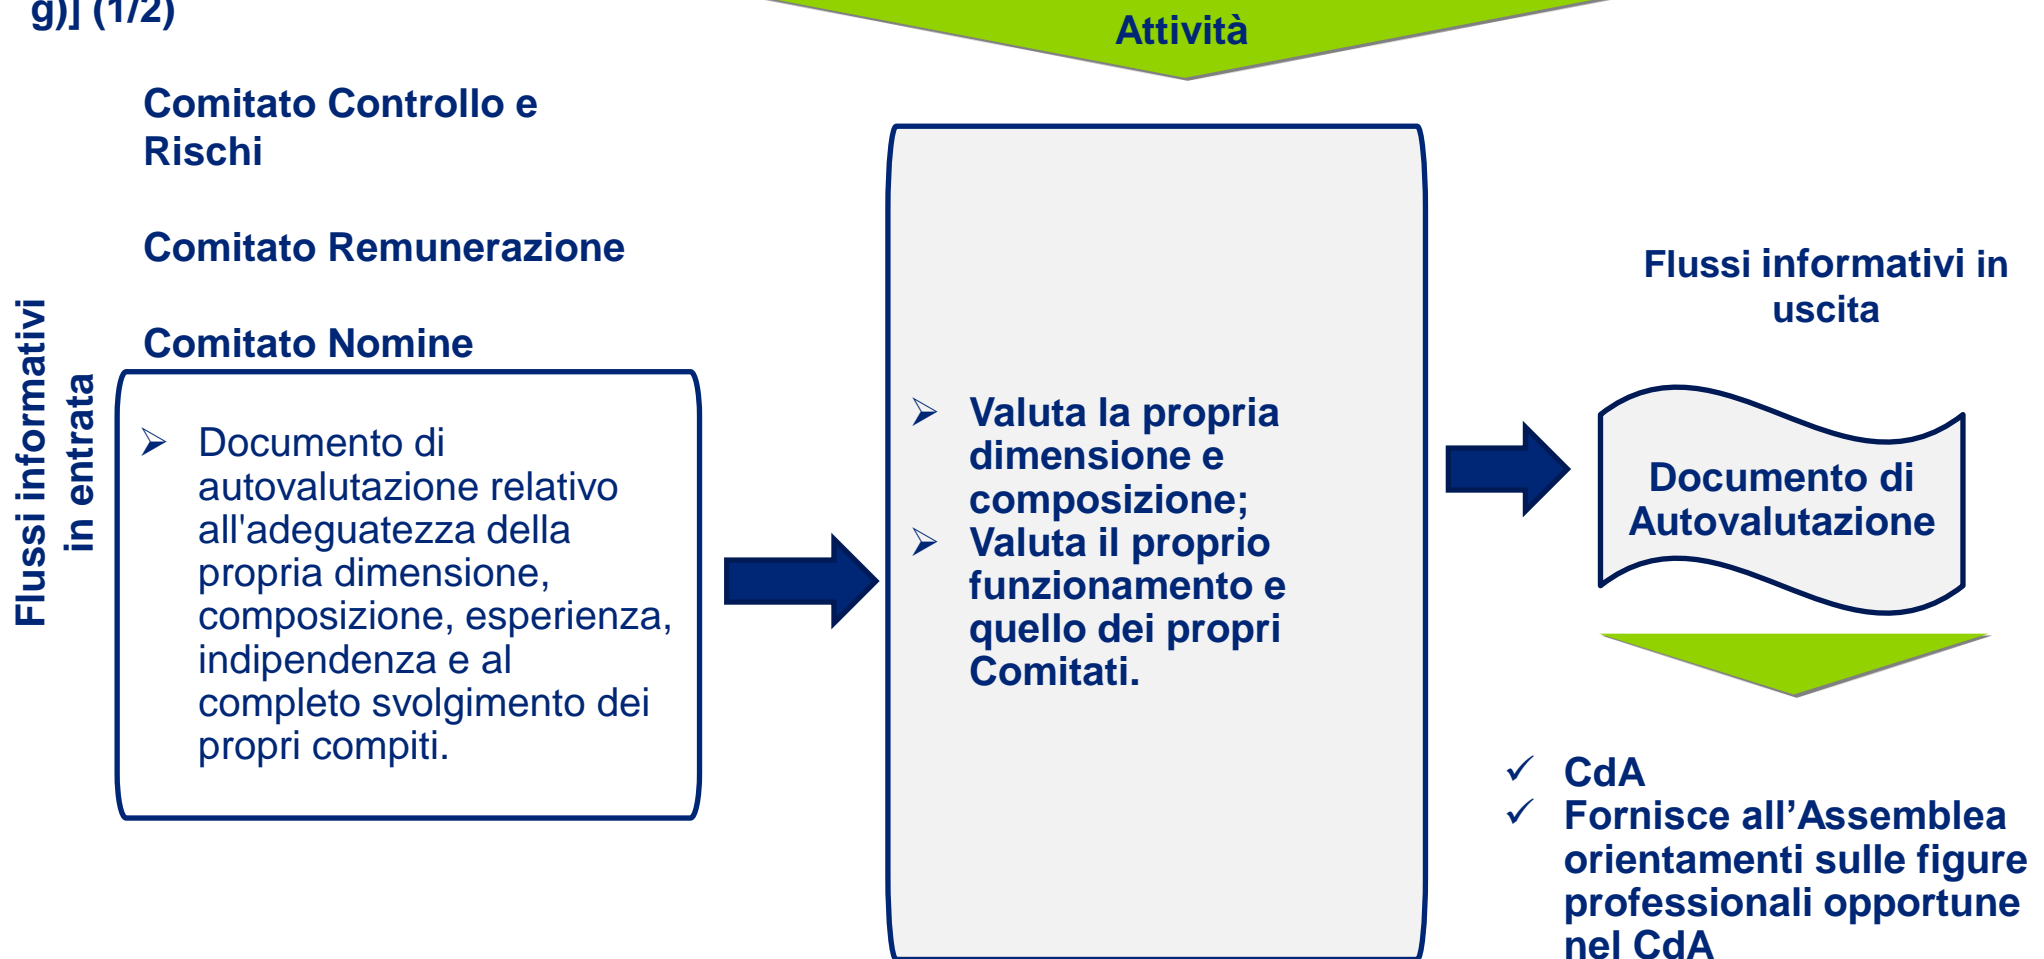 g)] (1/2)
Attività
Comitato Controllo e
Rischi
Comitato Remunerazione
Comitato Nomine
Flussi informativi
in entrata
➢ Documento di
autovalutazione relativo
all'adeguatezza della
propria dimensione,
composizione, esperienza,
indipendenza e al
completo svolgimento dei
propri compiti.
➢ Valuta la propria
dimensione e
composizione;
➢ Valuta il proprio
funzionamento e
quello dei propri
Comitati.
Flussi informativi in
uscita
Documento di
Autovalutazione
✓ CdA
✓ Fornisce all’Assemblea
orientamenti sulle figure
professionali opportune
nel CdA